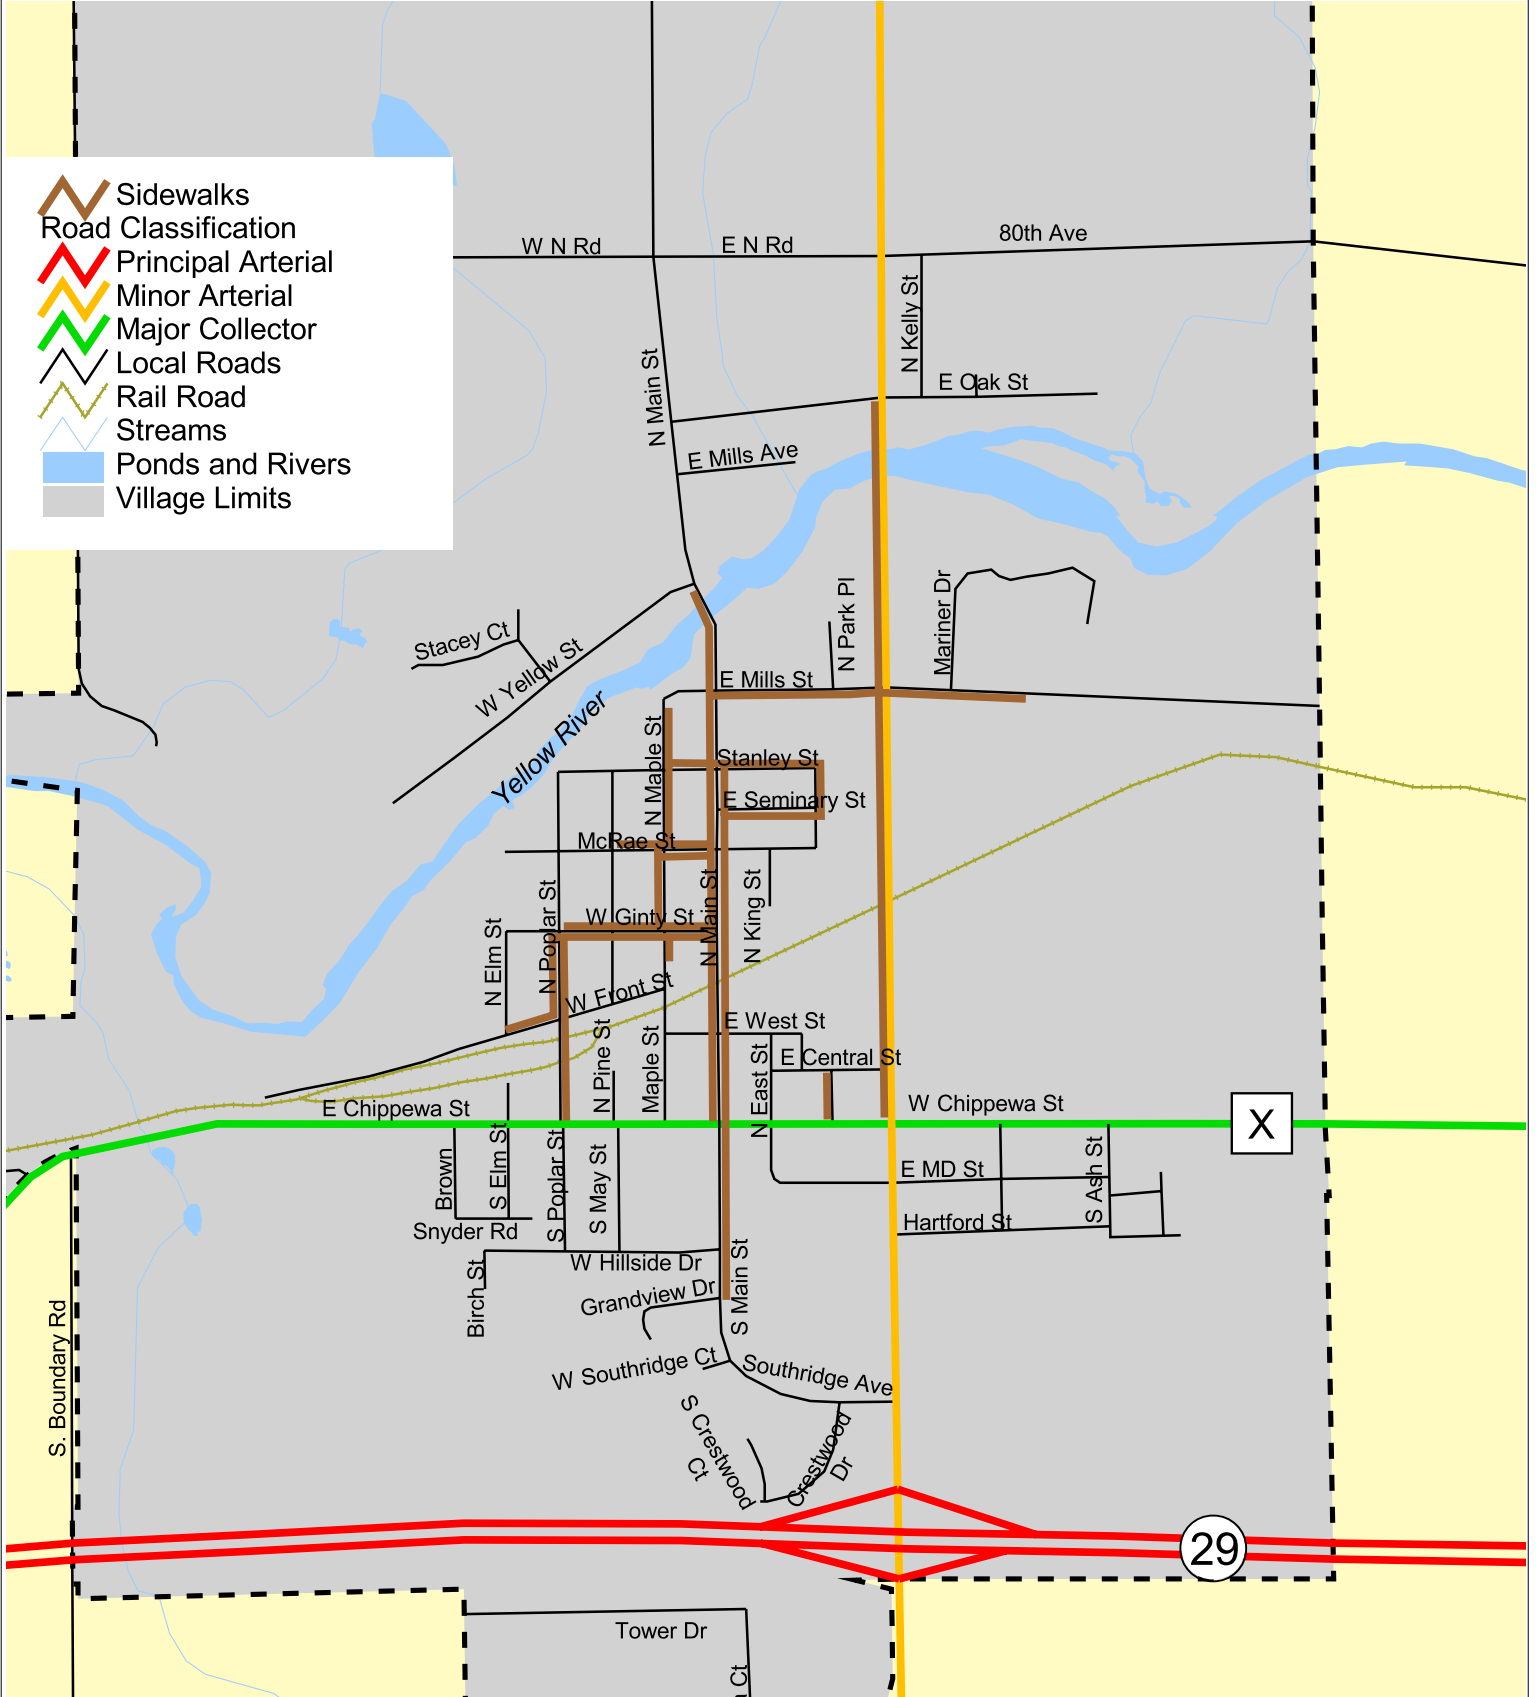 Sidewalks
Road Classification
Principal Arterial
Minor Arterial
Major Collector
Local Roads
Rail Road
Streams
Ponds and Rivers
Village Limits
W N Rd
E N Rd
80th Ave
N Kelly St
N Main St
E Oak St
E Mills Ave
N Park Pl
Mariner Dr
Stacey Ct
W Yellow St
E Mills St
Yellow River
N Maple St
Stanley St
E Seminary St
McRae St
N Poplar St
N Main St
N King St
W Ginty St
N Elm St
W Front St
E West St
N Pine St
Maple St
N East St
E Central St
E Chippewa St
W Chippewa St
X
Brown
S Elm St
S Poplar St
S May St
E MD St
S Ash St
Snyder Rd
Hartford St
W Hillside Dr
Birch St
S Main St
Grandview Dr
S. Boundary Rd
W Southridge Ct
Southridge Ave
S Crestwood
Ct
Crestwood
Dr
29
Tower Dr
Ct